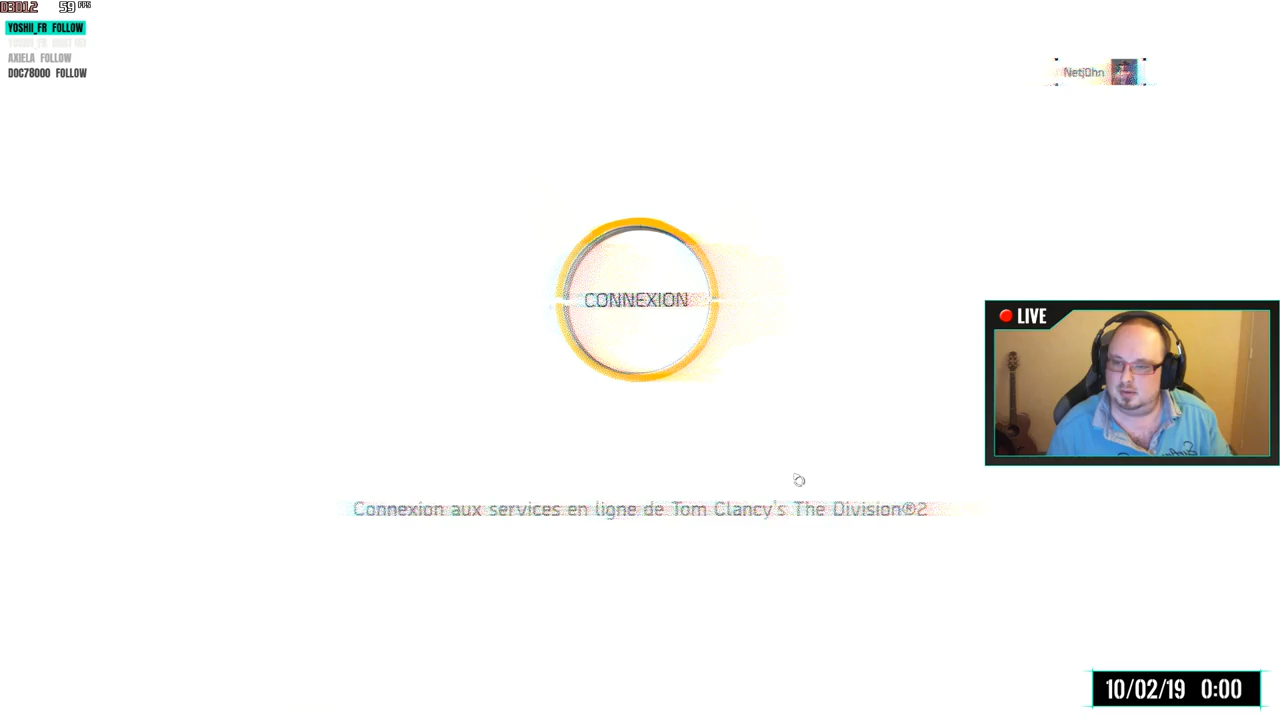 D3D12 59 FPS
YOSHII_FR FOLLOW
AXIELA FOLLOW
DOC78000 FOLLOW
NetjOhn
CONNEXION
LIVE
Connexion aux services en ligne de Tom Clancy's The Division®2
10/02/19 0:00